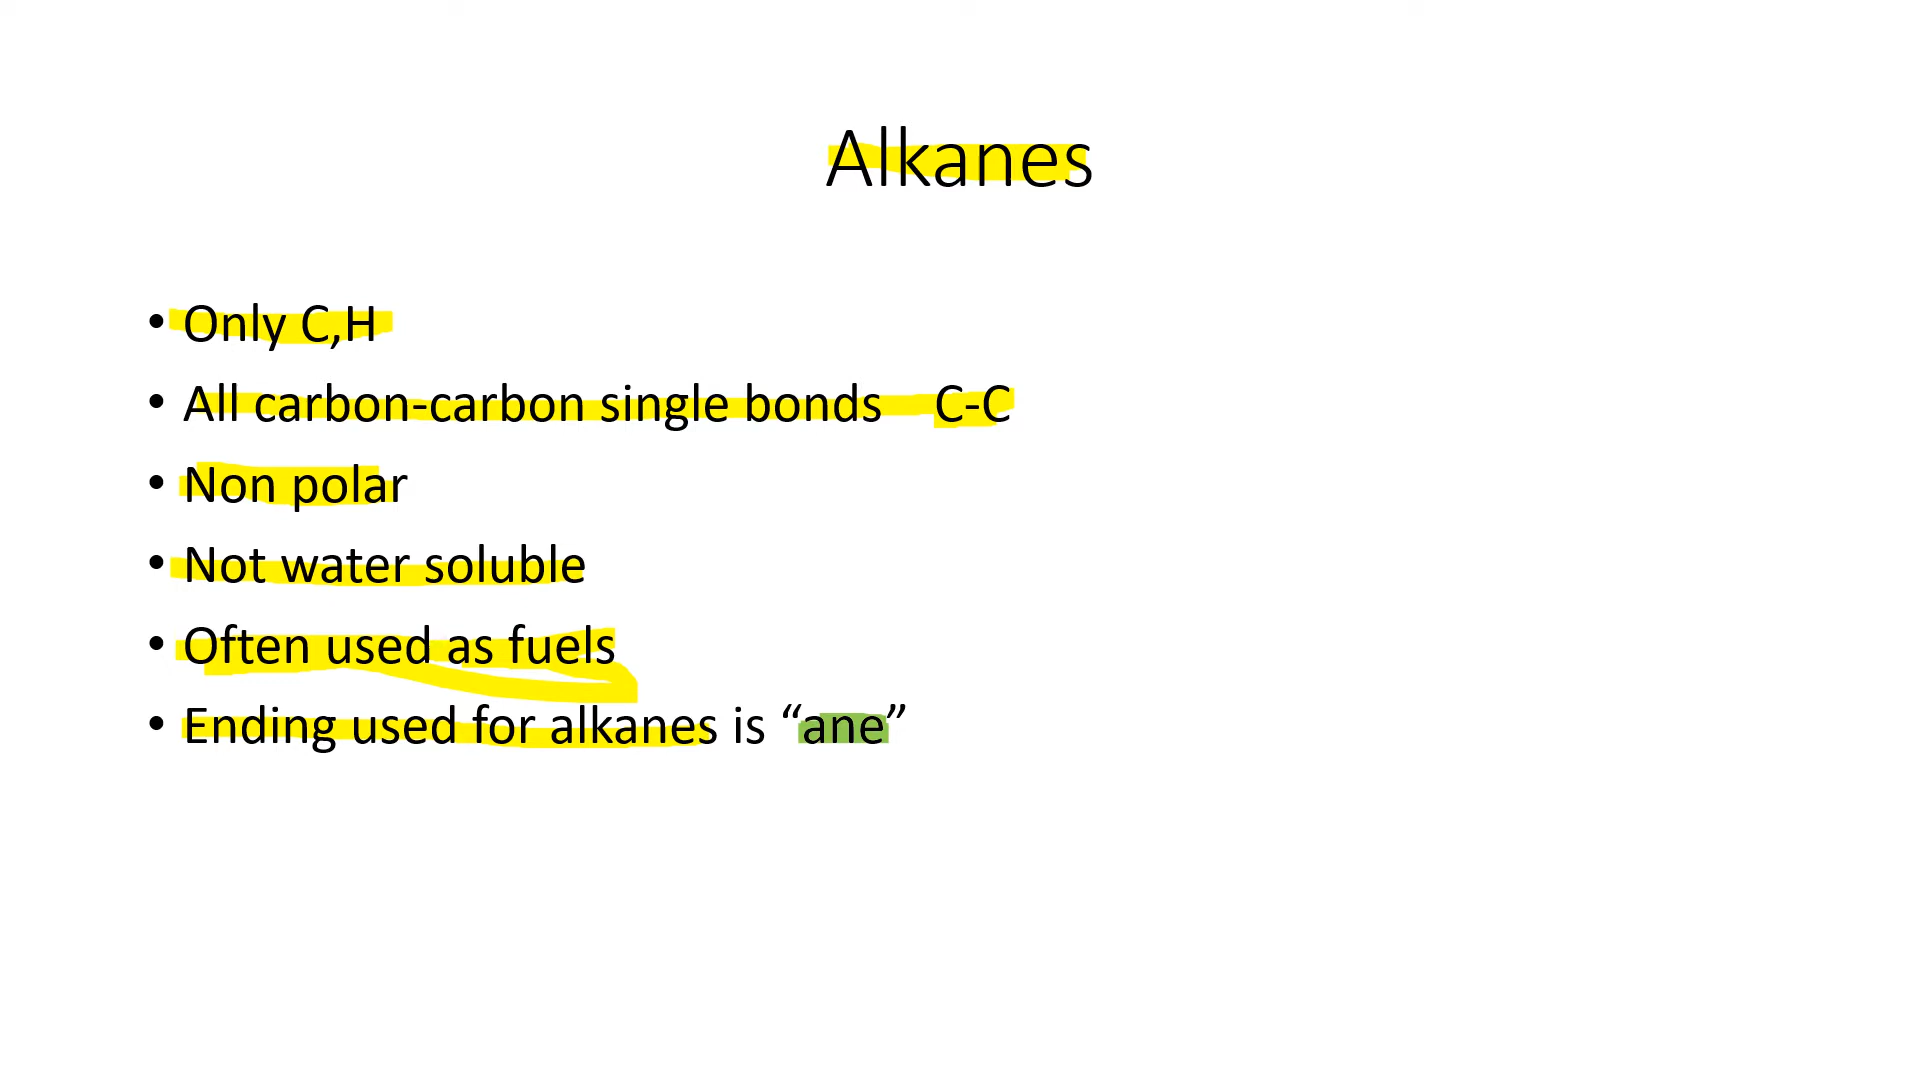 Alkanes
• Only C,H
• All carbon-carbon single bonds C-C
• Non polar
• Not water soluble
• Often used as fuels
• Ending used for alkanes is “ane”